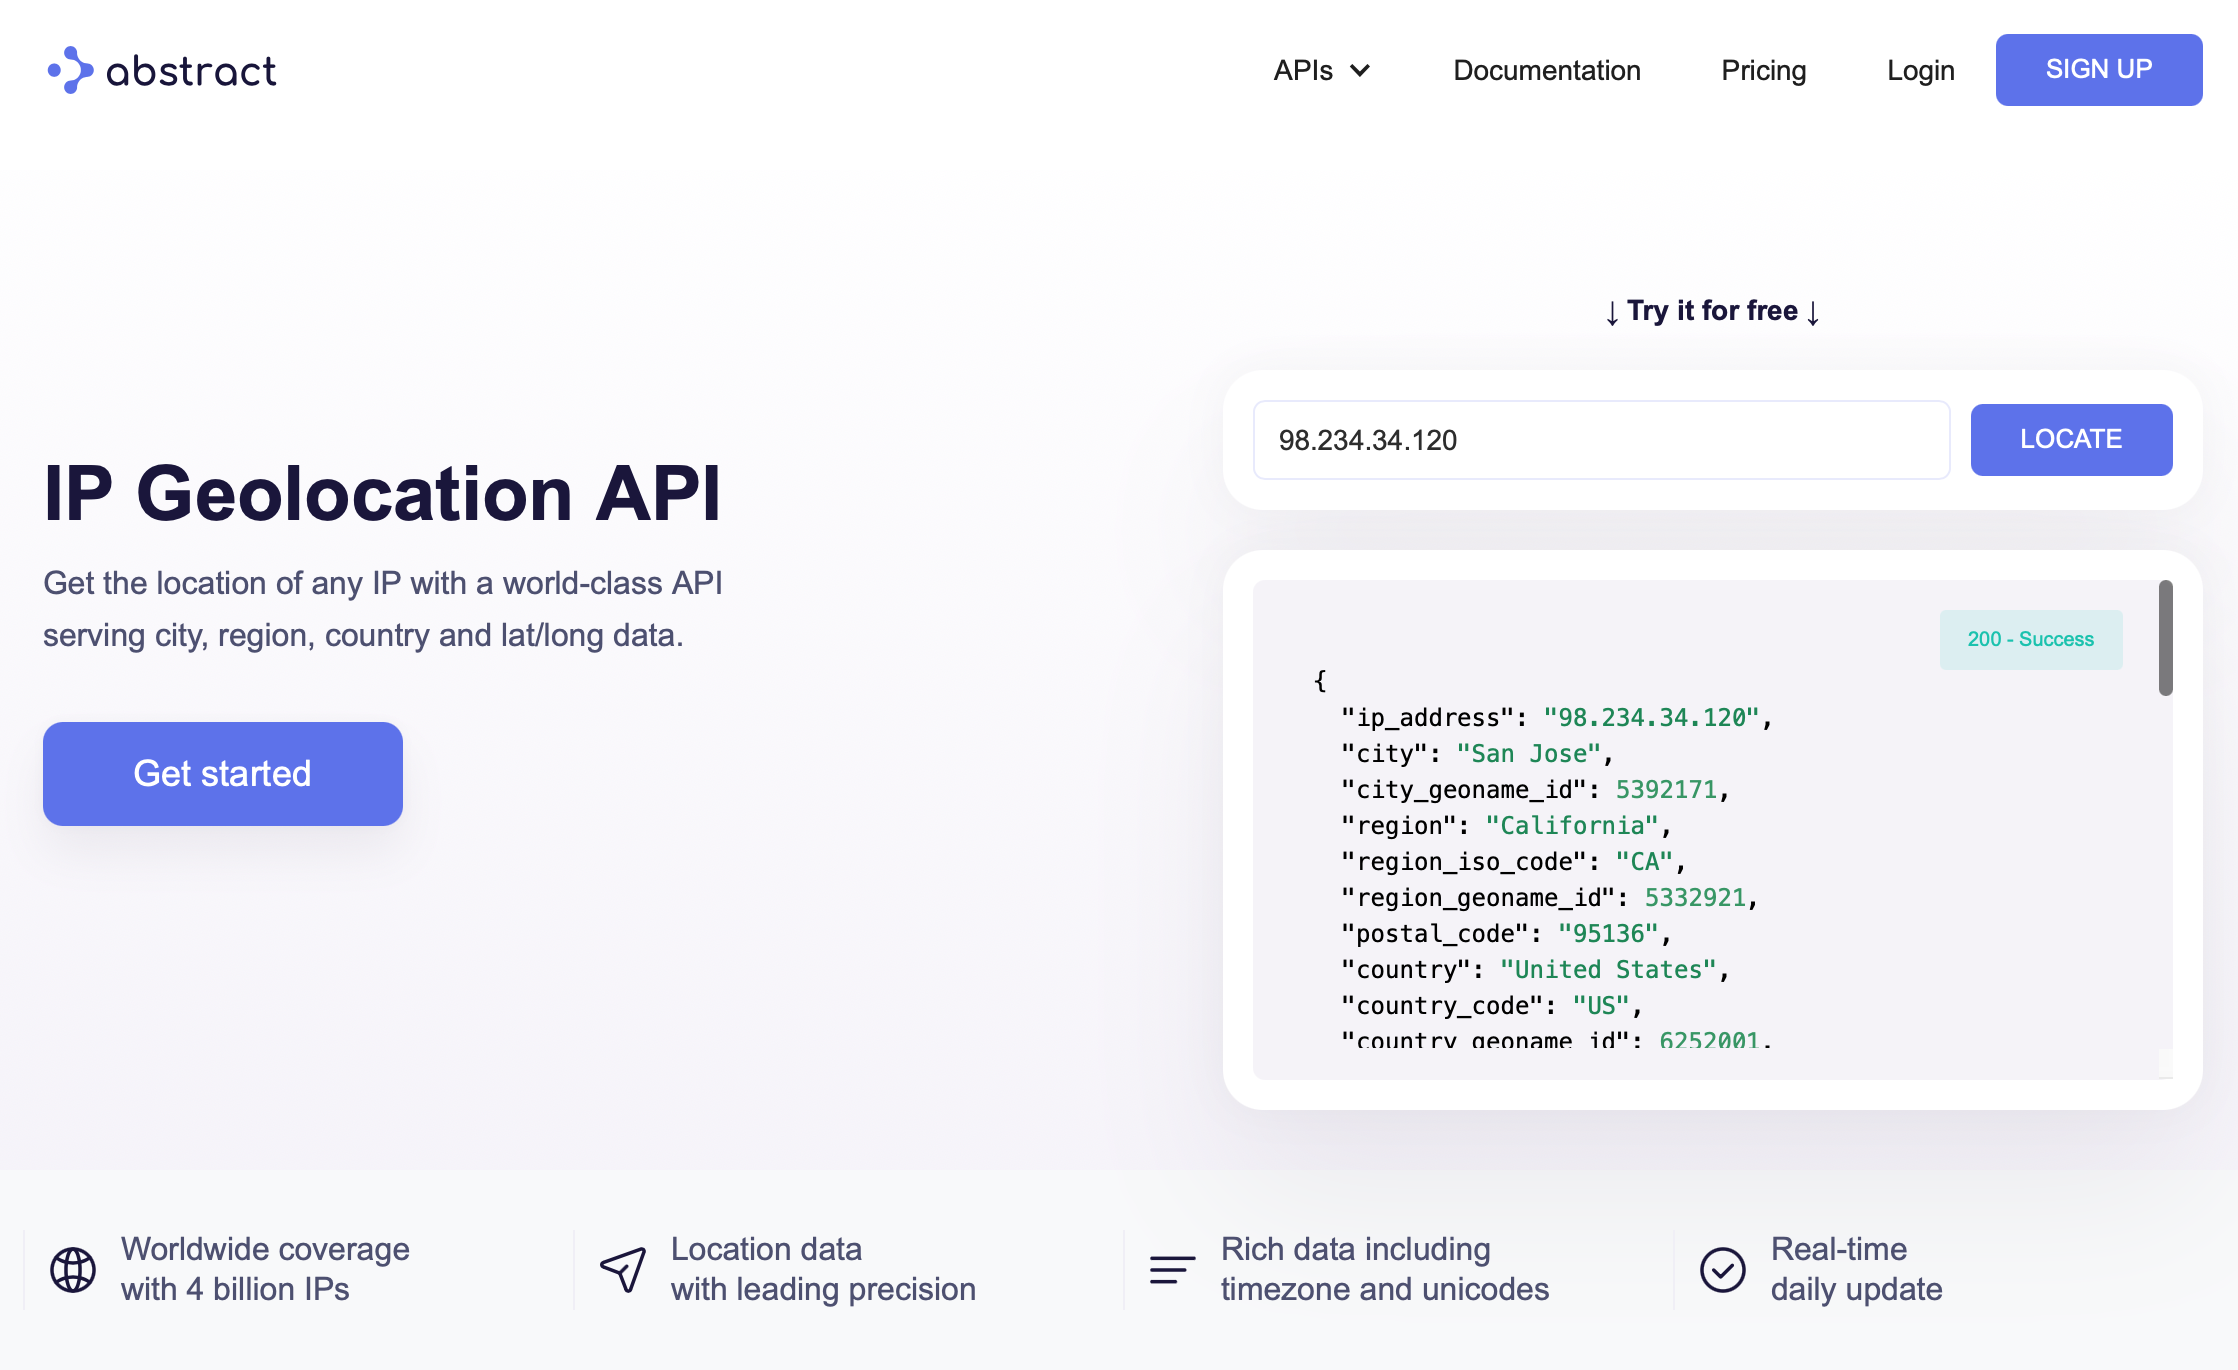 abstract
APIs
Documentation
Pricing
Login
SIGN UP
↓ Try it for free ↓
98.234.34.120
LOCATE
IP Geolocation API
Get the location of any IP with a world-class API
serving city, region, country and lat/long data.
Get started
200 - Success
{
"ip_address": "98.234.34.120",
"city": "San Jose",
"city_geoname_id": 5392171,
"region": "California",
"region_iso_code": "CA",
"region_geoname_id": 5332921,
"postal_code": "95136",
"country": "United States",
"country_code": "US",
"country_geoname_id": 6252001,
Worldwide coverage
with 4 billion IPs
Location data
with leading precision
Rich data including
timezone and unicodes
Real-time
daily update